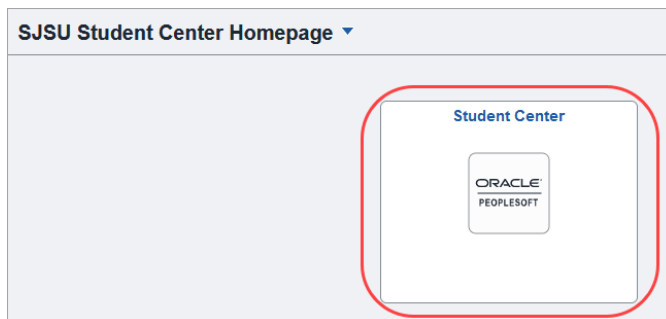 SJSU Student Center Homepage
Student Center
ORACLE
PEOPLESOFT